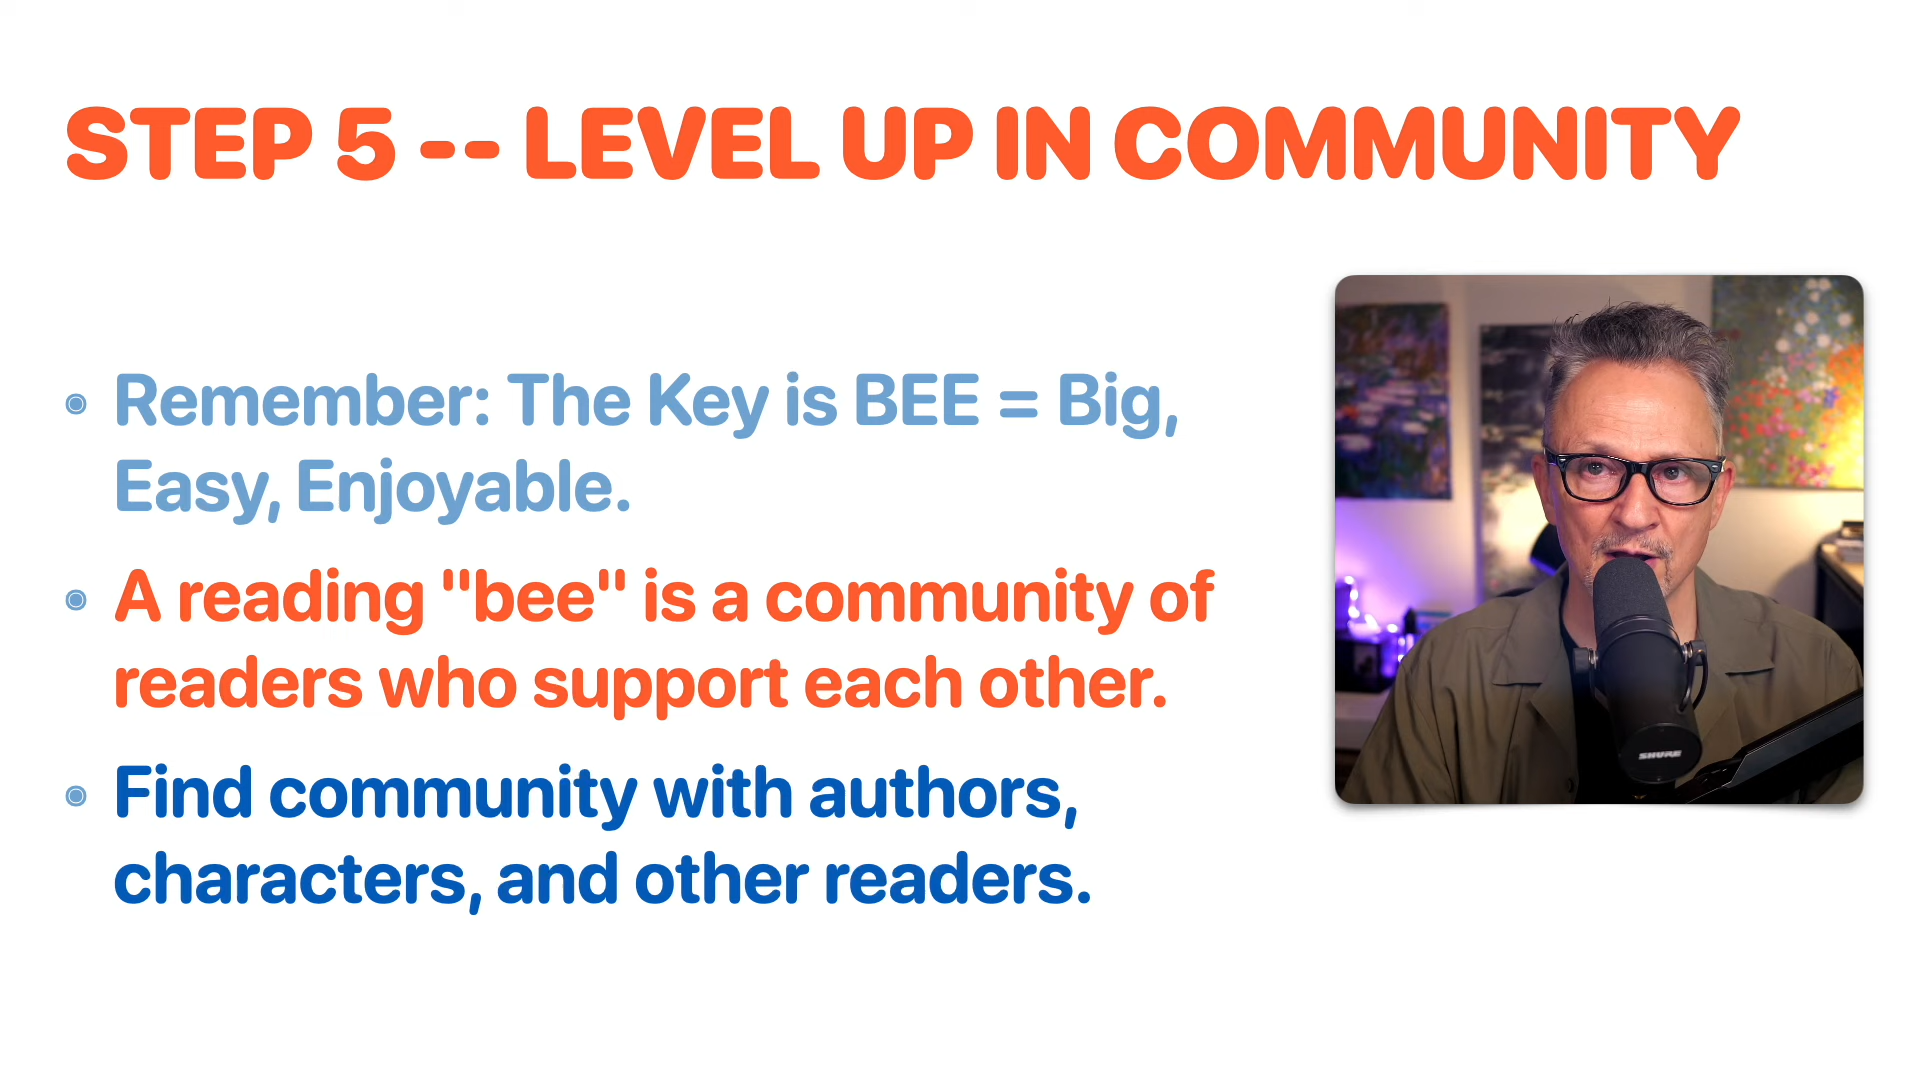 STEP 5 -- LEVEL UP IN COMMUNITY
Remember: The Key is BEE = Big,
Easy, Enjoyable.
A reading "bee" is a community of
readers who support each other.
Find community with authors,
characters, and other readers.
SHURE